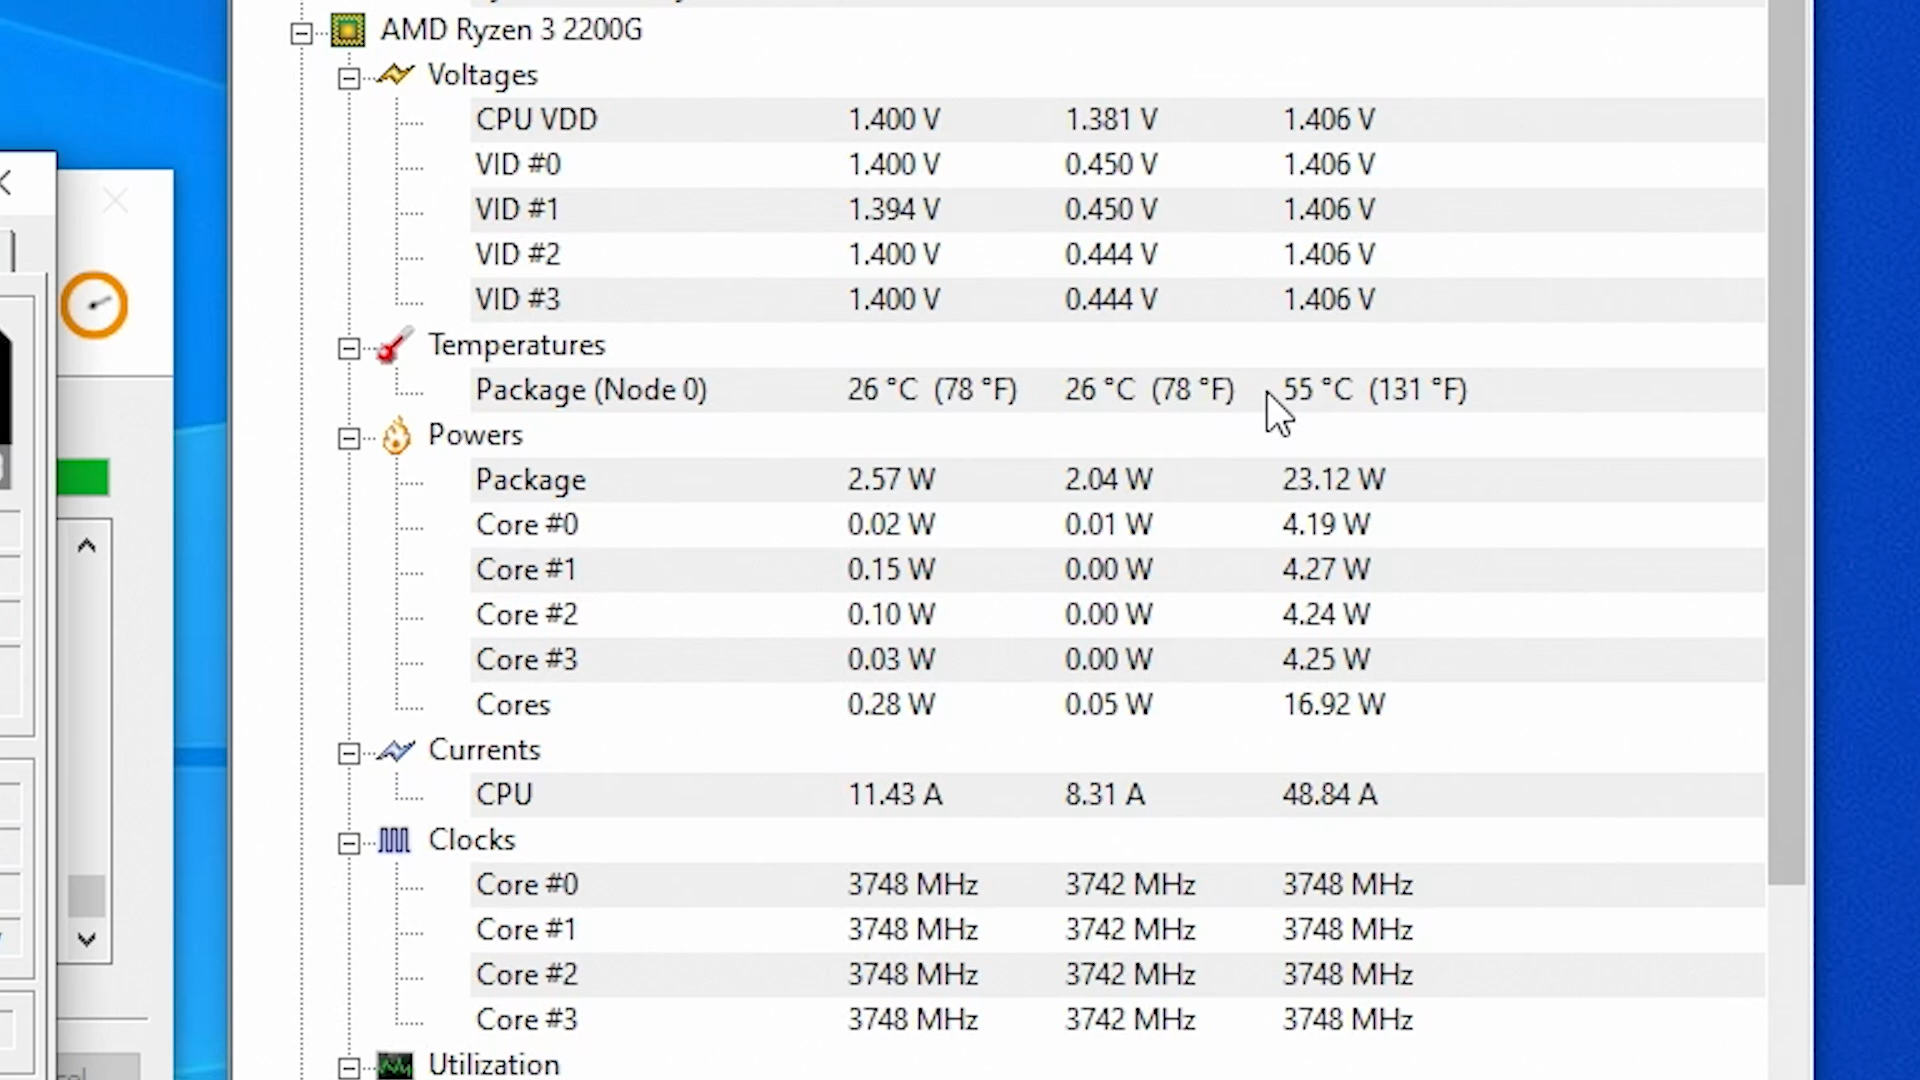 AMD Ryzen 3 2200G
Voltages
CPU VDD 1.400 V 1.381 V 1.406 V
VID #0 1.400 V 0.450 V 1.406 V
VID #1 1.394 V 0.450 V 1.406 V
VID #2 1.400 V 0.444 V 1.406 V
VID #3 1.400 V 0.444 V 1.406 V
Temperatures
Package (Node 0) 26 °C (78 °F) 26 °C (78 °F) 55 °C (131 °F)
Powers
Package 2.57 W 2.04 W 23.12 W
Core #0 0.02 W 0.01 W 4.19 W
Core #1 0.15 W 0.00 W 4.27 W
Core #2 0.10 W 0.00 W 4.24 W
Core #3 0.03 W 0.00 W 4.25 W
Cores 0.28 W 0.05 W 16.92 W
Currents
CPU 11.43 A 8.31 A 48.84 A
Clocks
Core #0 3748 MHz 3742 MHz 3748 MHz
Core #1 3748 MHz 3742 MHz 3748 MHz
Core #2 3748 MHz 3742 MHz 3748 MHz
Core #3 3748 MHz 3742 MHz 3748 MHz
Utilization